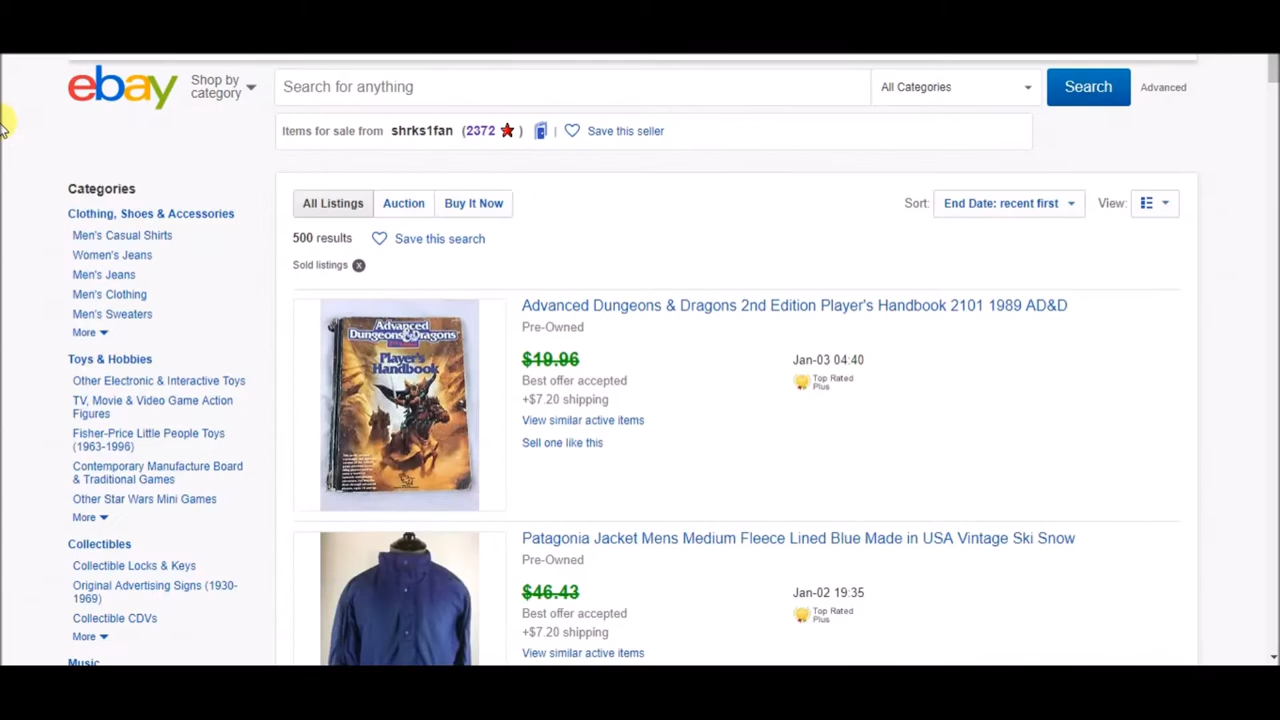 ebay
Shop by
category
Search for anything
All Categories
Search
Advanced
Items for sale from shrks1fan (2372 ) | Save this seller
Categories
Clothing, Shoes & Accessories
Men's Casual Shirts
Women's Jeans
Men's Jeans
Men's Clothing
Men's Sweaters
More
Toys & Hobbies
Other Electronic & Interactive Toys
TV, Movie & Video Game Action
Figures
Fisher-Price Little People Toys
(1963-1996)
Contemporary Manufacture Board
& Traditional Games
Other Star Wars Mini Games
More
Collectibles
Collectible Locks & Keys
Original Advertising Signs (1930-
1969)
Collectible CDVs
More
Music
All Listings
Auction
Buy It Now
Sort: End Date: recent first
View:
500 results
Save this search
Sold listings
Advanced
Dungeons & Dragons
Player's
Handbook
Advanced Dungeons & Dragons 2nd Edition Player's Handbook 2101 1989 AD&D
Pre-Owned
$19.96
Best offer accepted
+$7.20 shipping
View similar active items
Sell one like this
Jan-03 04:40
Top Rated
Plus
Patagonia Jacket Mens Medium Fleece Lined Blue Made in USA Vintage Ski Snow
Pre-Owned
$46.43
Best offer accepted
+$7.20 shipping
View similar active items
Jan-02 19:35
Top Rated
Plus